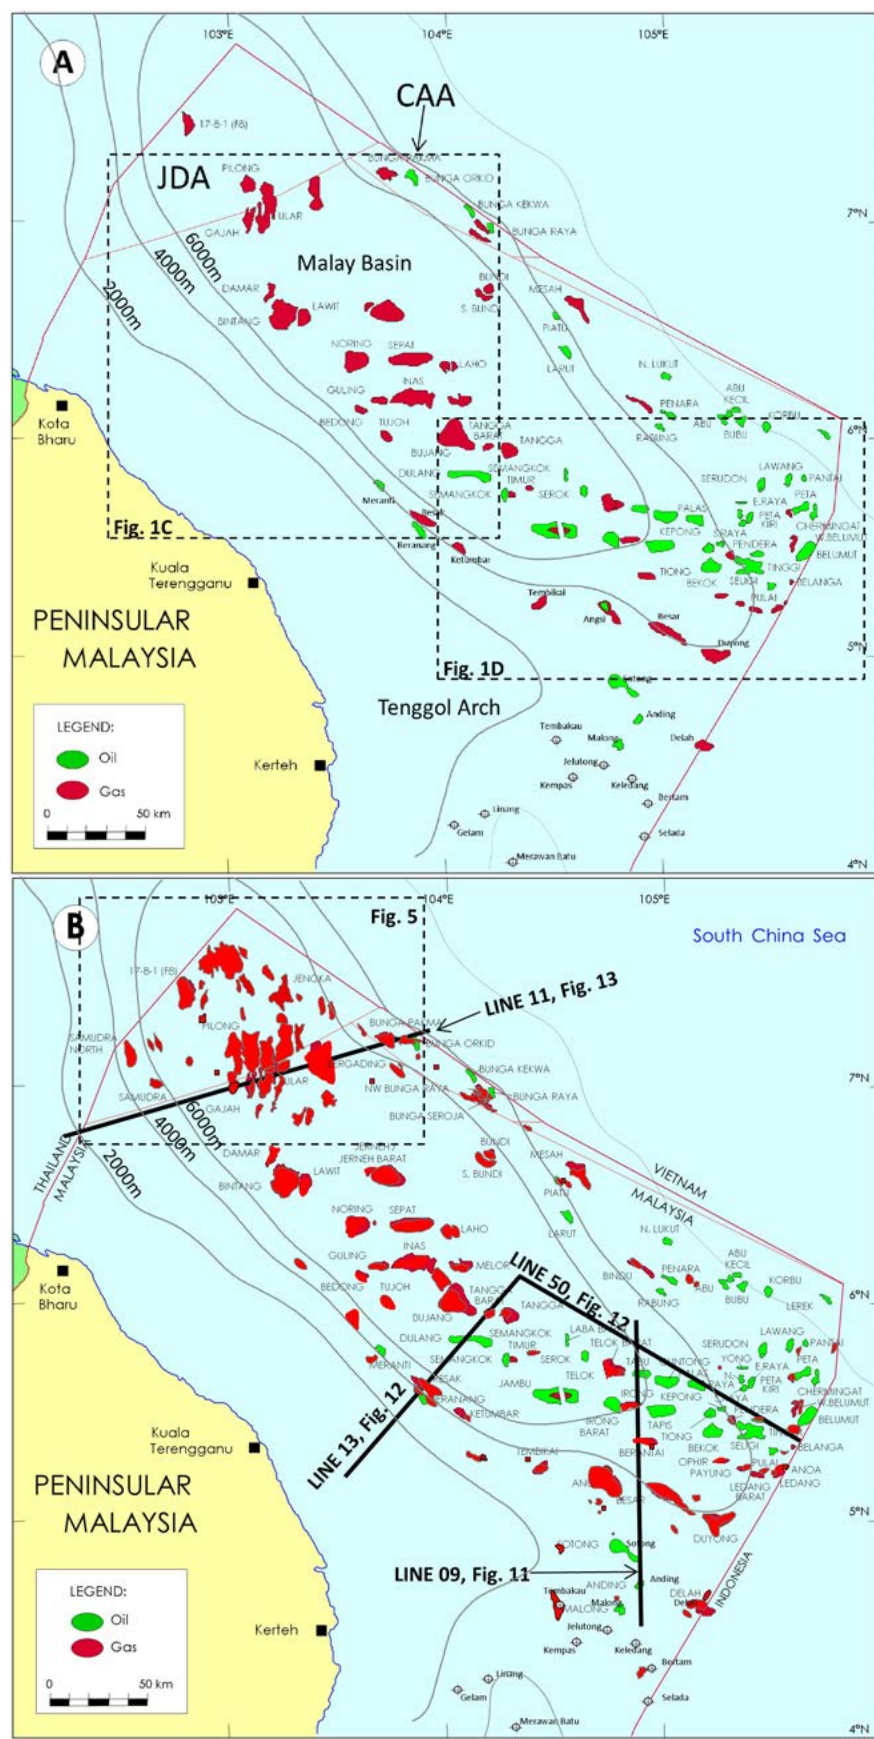 A
103°E
104°E
105°E
17-8-1 (FB)
CAA
BUNGA PAKMA
BUNGA ORKID
JDA
PILONG
BUNGA KEKWA
ULAR
GAJAH
BUNGA RAYA
7°N
6000m
4000m
2000m
Malay Basin
DAMAR
BINTANG
LAWIT
BUNDI
S. BUNDI
MESAH
PIATU
LARUT
NORING
SEPAT
LAHO
GULING
INAS
BEDONG
TUJOH
N. LUKUT
PENARA
ABU
KECIL
KORBU
ABU
BUBU
RABUNG
6°N
Kota
Bharu
TANGGA
BARAT
TANGGA
BUJANG
DULANG
SEMANGKOK
TIMUR
SEMANGKOK
SEROK
Meranti
LAWANG
SERUDON
PANTAI
E.RAYA
PETA
PETA
KIRI
PALAS
KEPONG
S.RAYA
PENDERA
CHERMINGAT
W.BELUMUT
BELUMUT
TINGGI
TIONG
BEKOK
SELIGI
BELANGA
PULAI
Besak
Beranang
Ketumbar
Fig. 1C
Kuala
Terengganu
Tembikai
Angsi
Besar
Duyong
5°N
Fig. 1D
PENINSULAR
MALAYSIA
Sotong
Tenggol Arch
Anding
Tembakau
Malong
Delah
Jelutong
Kempas
Keledang
Bertam
Linang
Gelam
Selada
Merawan Batu
4°N
LEGEND:
Oil
Gas
0
50 km
Kerteh
B
103°E
104°E
105°E
Fig. 5
South China Sea
17-8-1 (FB)
JENGKA
LINE 11, Fig. 13
PILONG
SAMUDRA
NORTH
BUNGA PAKMA
BUNGA ORKID
BERGADING
BUNGA KEKWA
ULAR
NW BUNGA RAYA
BUNGA RAYA
SAMUDRA
GAJAH
BUNGA SEROJA
7°N
THAILAND
MALAYSIA
6000m
4000m
2000m
DAMAR
BINTANG
LAWIT
JERNEH/
JERNEH BARAT
BUNDI
S. BUNDI
MESAH
PIATU
LARUT
VIETNAM
MALAYSIA
NORING
SEPAT
LAHO
N. LUKUT
GULING
INAS
MELOR
BEDONG
TUJOH
BINDU
PENARA
ABU
KECIL
KORBU
ABU
BUBU
RABUNG
LEREK
6°N
Kota
Bharu
LINE 50, Fig. 12
TANGGA
BARAT
TANGGA
BUJANG
DULANG
SEMANGKOK
TIMUR
SEMANGKOK
SEROK
TELOK BARAT
TELOK
MERANTI
JAMBU
TABU
GUNTONG
PALAS
KEPONG
SERUDON
LAWANG
PANTAI
YONG
E.RAYA
PETA
PETA
KIRI
IRONG
IRONG
BARAT
TAPIS
TIONG
BERANANG
KETUMBAR
LINE 13, Fig. 12
CHERMINGAT
W.BELUMUT
BELUMUT
PENDERA
BEKOK
SELIGI
BELANGA
BERANTAI
TEMBIKAI
OPHIR
PAYUNG
PULAI
ANOA
LEDANG
LEDANG
BARAT
BESAR
DUYONG
5°N
Kuala
Terengganu
PENINSULAR
MALAYSIA
SOTONG
Sotong
LINE 09, Fig. 11
ANDING
Anding
Tembakau
Malong
MALONG
DELAH
INDONESIA
Jelutong
Kempas
Keledang
Bertam
Linang
Gelam
Selada
Merawan Batu
4°N
LEGEND:
Oil
Gas
0
50 km
Kerteh